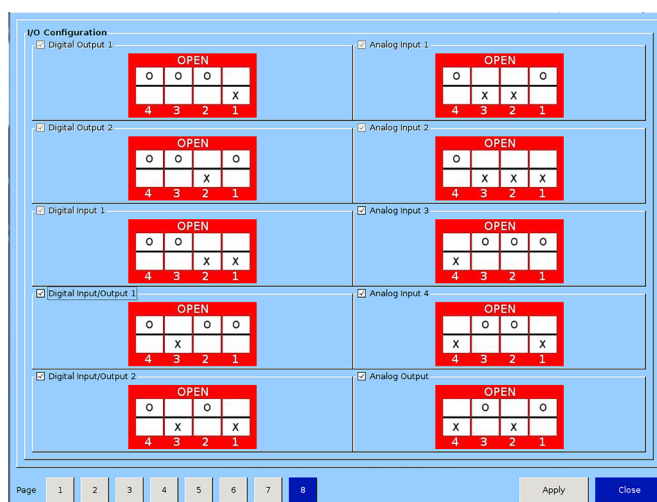 I/O Configuration
Digital Output 1
OPEN
O O O
X
4 3 2 1
Analog Input 1
OPEN
O O
X X
4 3 2 1
Digital Output 2
OPEN
O O O
X
4 3 2 1
Analog Input 2
OPEN
O
X X X
4 3 2 1
Digital Input 1
OPEN
O O
X X
4 3 2 1
Analog Input 3
OPEN
O O O
X
4 3 2 1
Digital Input/Output 1
OPEN
O O O
X
4 3 2 1
Analog Input 4
OPEN
O O
X X
4 3 2 1
Digital Input/Output 2
OPEN
O O
X X
4 3 2 1
Analog Output
OPEN
O O
X X
4 3 2 1
Page 1 2 3 4 5 6 7 8 Apply Close